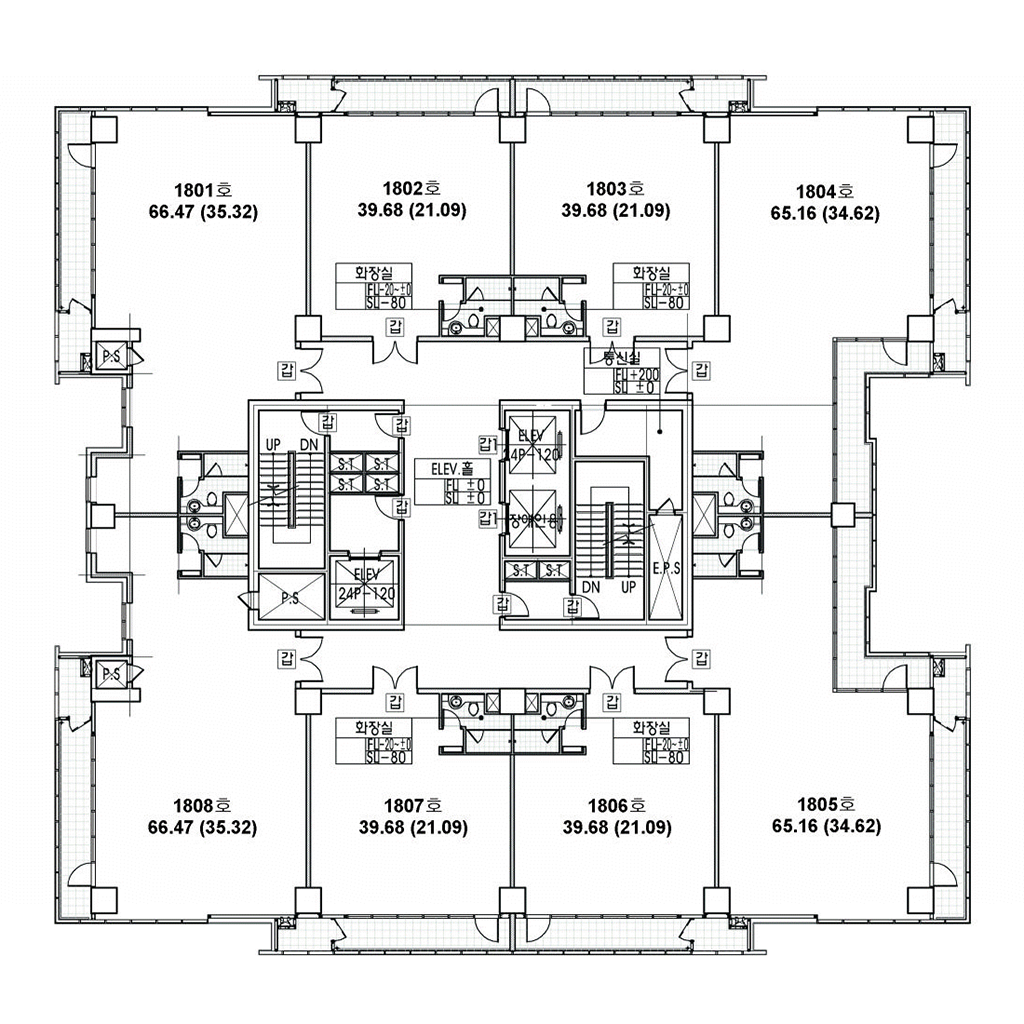 1801호
66.47 (35.32)
1802호
39.68 (21.09)
1803호
39.68 (21.09)
1804호
65.16 (34.62)
화장실
FL-20~±0
SL-80
화장실
FL-20~±0
SL-80
갑
갑
P.S
갑
통신실
FL+200
SL ±0
갑
갑
갑
UP
DN
S.T
S.T
S.T
S.T
갑
ELEV.홀
FL ±0
SL ±0
갑1
ELEV
24P-120
갑1
장애인용
ELEV
24P-120
P.S
S.T
S.T
DN
UP
E.P.S
갑
갑
갑
갑
P.S
갑
갑
화장실
FL-20~±0
SL-80
화장실
FL-20~±0
SL-80
1808호
66.47 (35.32)
1807호
39.68 (21.09)
1806호
39.68 (21.09)
1805호
65.16 (34.62)